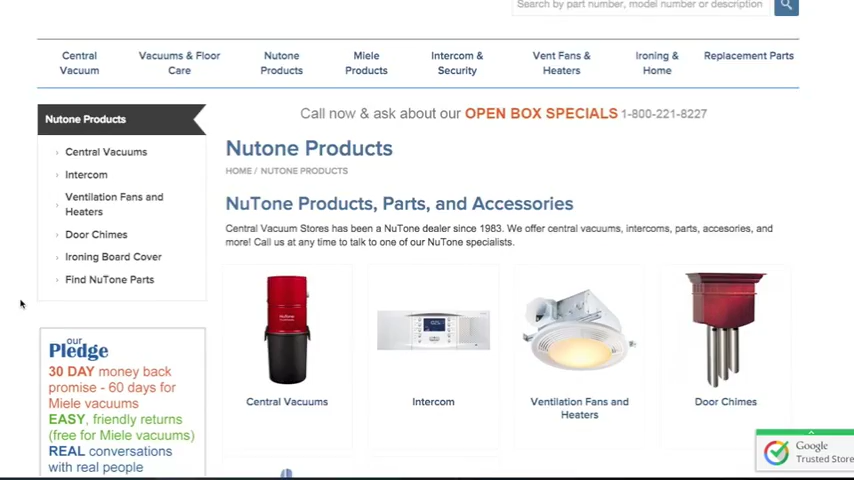 Search by part number, model number or description
Central Vacuum
Vacuums & Floor Care
Nutone Products
Miele Products
Intercom & Security
Vent Fans & Heaters
Ironing & Home
Replacement Parts
Nutone Products
Central Vacuums
Intercom
Ventilation Fans and
Heaters
Door Chimes
Ironing Board Cover
Find NuTone Parts
our
Pledge
30 DAY money back
promise - 60 days for
Miele vacuums
EASY, friendly returns
(free for Miele vacuums)
REAL conversations
with real people
Call now & ask about our OPEN BOX SPECIALS 1-800-221-8227
Nutone Products
HOME / NUTONE PRODUCTS
NuTone Products, Parts, and Accessories
Central Vacuum Stores has been a NuTone dealer since 1983. We offer central vacuums, intercoms, parts, accesories, and
more! Call us at any time to talk to one of our NuTone specialists.
NuTone
Central Vacuums
Intercom
Ventilation Fans and
Heaters
Door Chimes
Google
Trusted Store